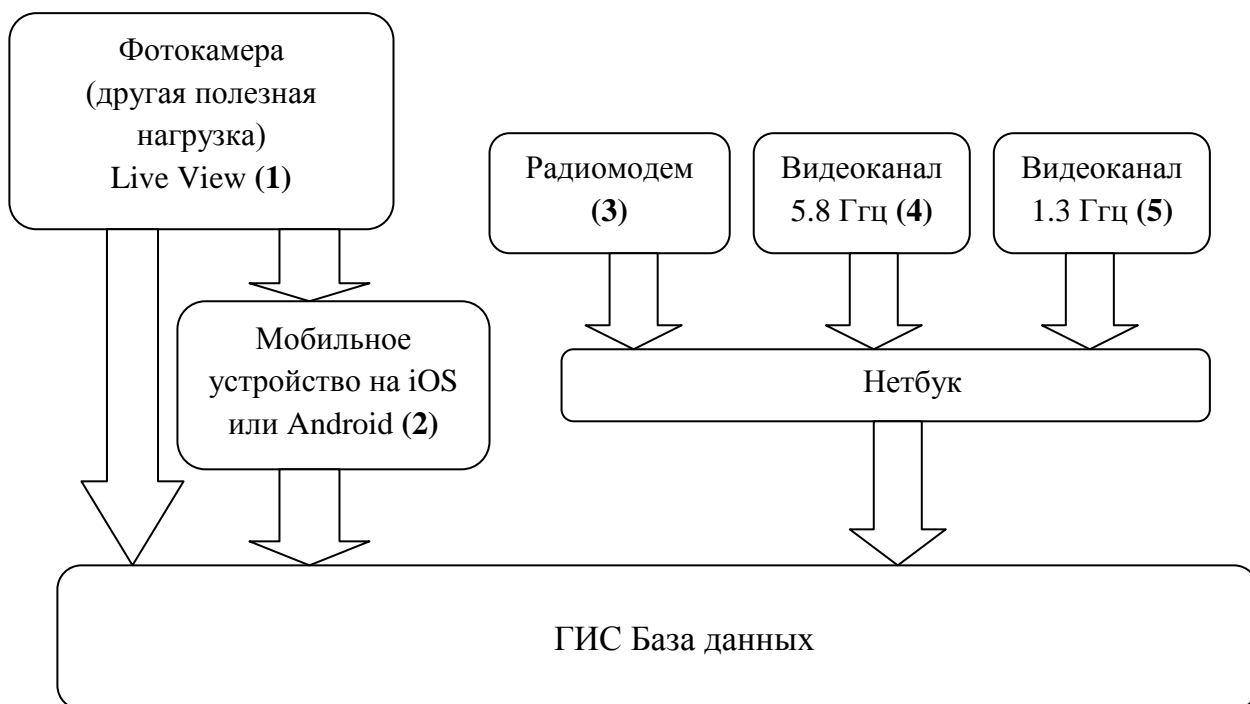 Фотокамера
(другая полезная
нагрузка)
Live View (1)
Радиомодем
(3)
Видеоканал
5.8 Ггц (4)
Видеоканал
1.3 Ггц (5)
Мобильное
устройство на iOS
или Android (2)
Нетбук
ГИС База данных